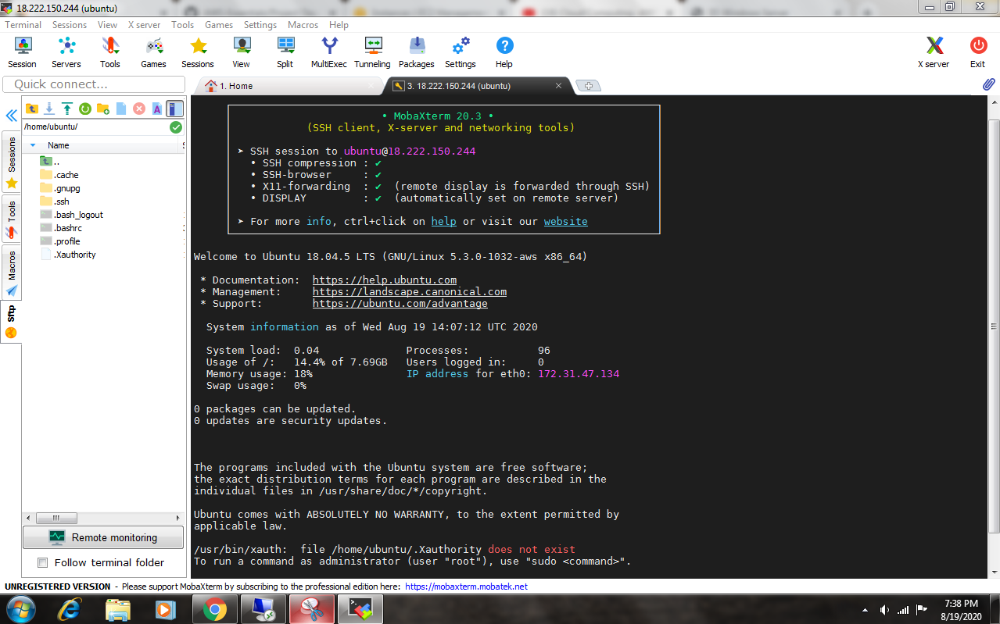 18.222.150.244 (ubuntu)
Terminal Sessions View X server Tools Games Settings Macros Help
Session Servers Tools Games Sessions View Split MultiExec Tunneling Packages Settings Help X server Exit
Quick connect...
1. Home
3. 18.222.150.244 (ubuntu)
/home/ubuntu/
Name
..
.cache
.gnupg
.ssh
.bash_logout
.bashrc
.profile
.Xauthority
Sessions
Tools
Macros
Sftp
Remote monitoring
Follow terminal folder
• MobaXterm 20.3 •
(SSH client, X-server and networking tools)
➤ SSH session to ubuntu@18.222.150.244
• SSH compression : ✔
• SSH-browser : ✔
• X11-forwarding : ✔ (remote display is forwarded through SSH)
• DISPLAY : ✔ (automatically set on remote server)
➤ For more info, ctrl+click on help or visit our website
Welcome to Ubuntu 18.04.5 LTS (GNU/Linux 5.3.0-1032-aws x86_64)
* Documentation: https://help.ubuntu.com
* Management: https://landscape.canonical.com
* Support: https://ubuntu.com/advantage
System information as of Wed Aug 19 14:07:12 UTC 2020
System load: 0.04 Processes: 96
Usage of /: 14.4% of 7.69GB Users logged in: 0
Memory usage: 18% IP address for eth0: 172.31.47.134
Swap usage: 0%
0 packages can be updated.
0 updates are security updates.
The programs included with the Ubuntu system are free software;
the exact distribution terms for each program are described in the
individual files in /usr/share/doc/*/copyright.
Ubuntu comes with ABSOLUTELY NO WARRANTY, to the extent permitted by
applicable law.
/usr/bin/xauth: file /home/ubuntu/.Xauthority does not exist
To run a command as administrator (user "root"), use "sudo <command>".
UNREGISTERED VERSION - Please support MobaXterm by subscribing to the professional edition here: https://mobaxterm.mobatek.net
7:38 PM
8/19/2020